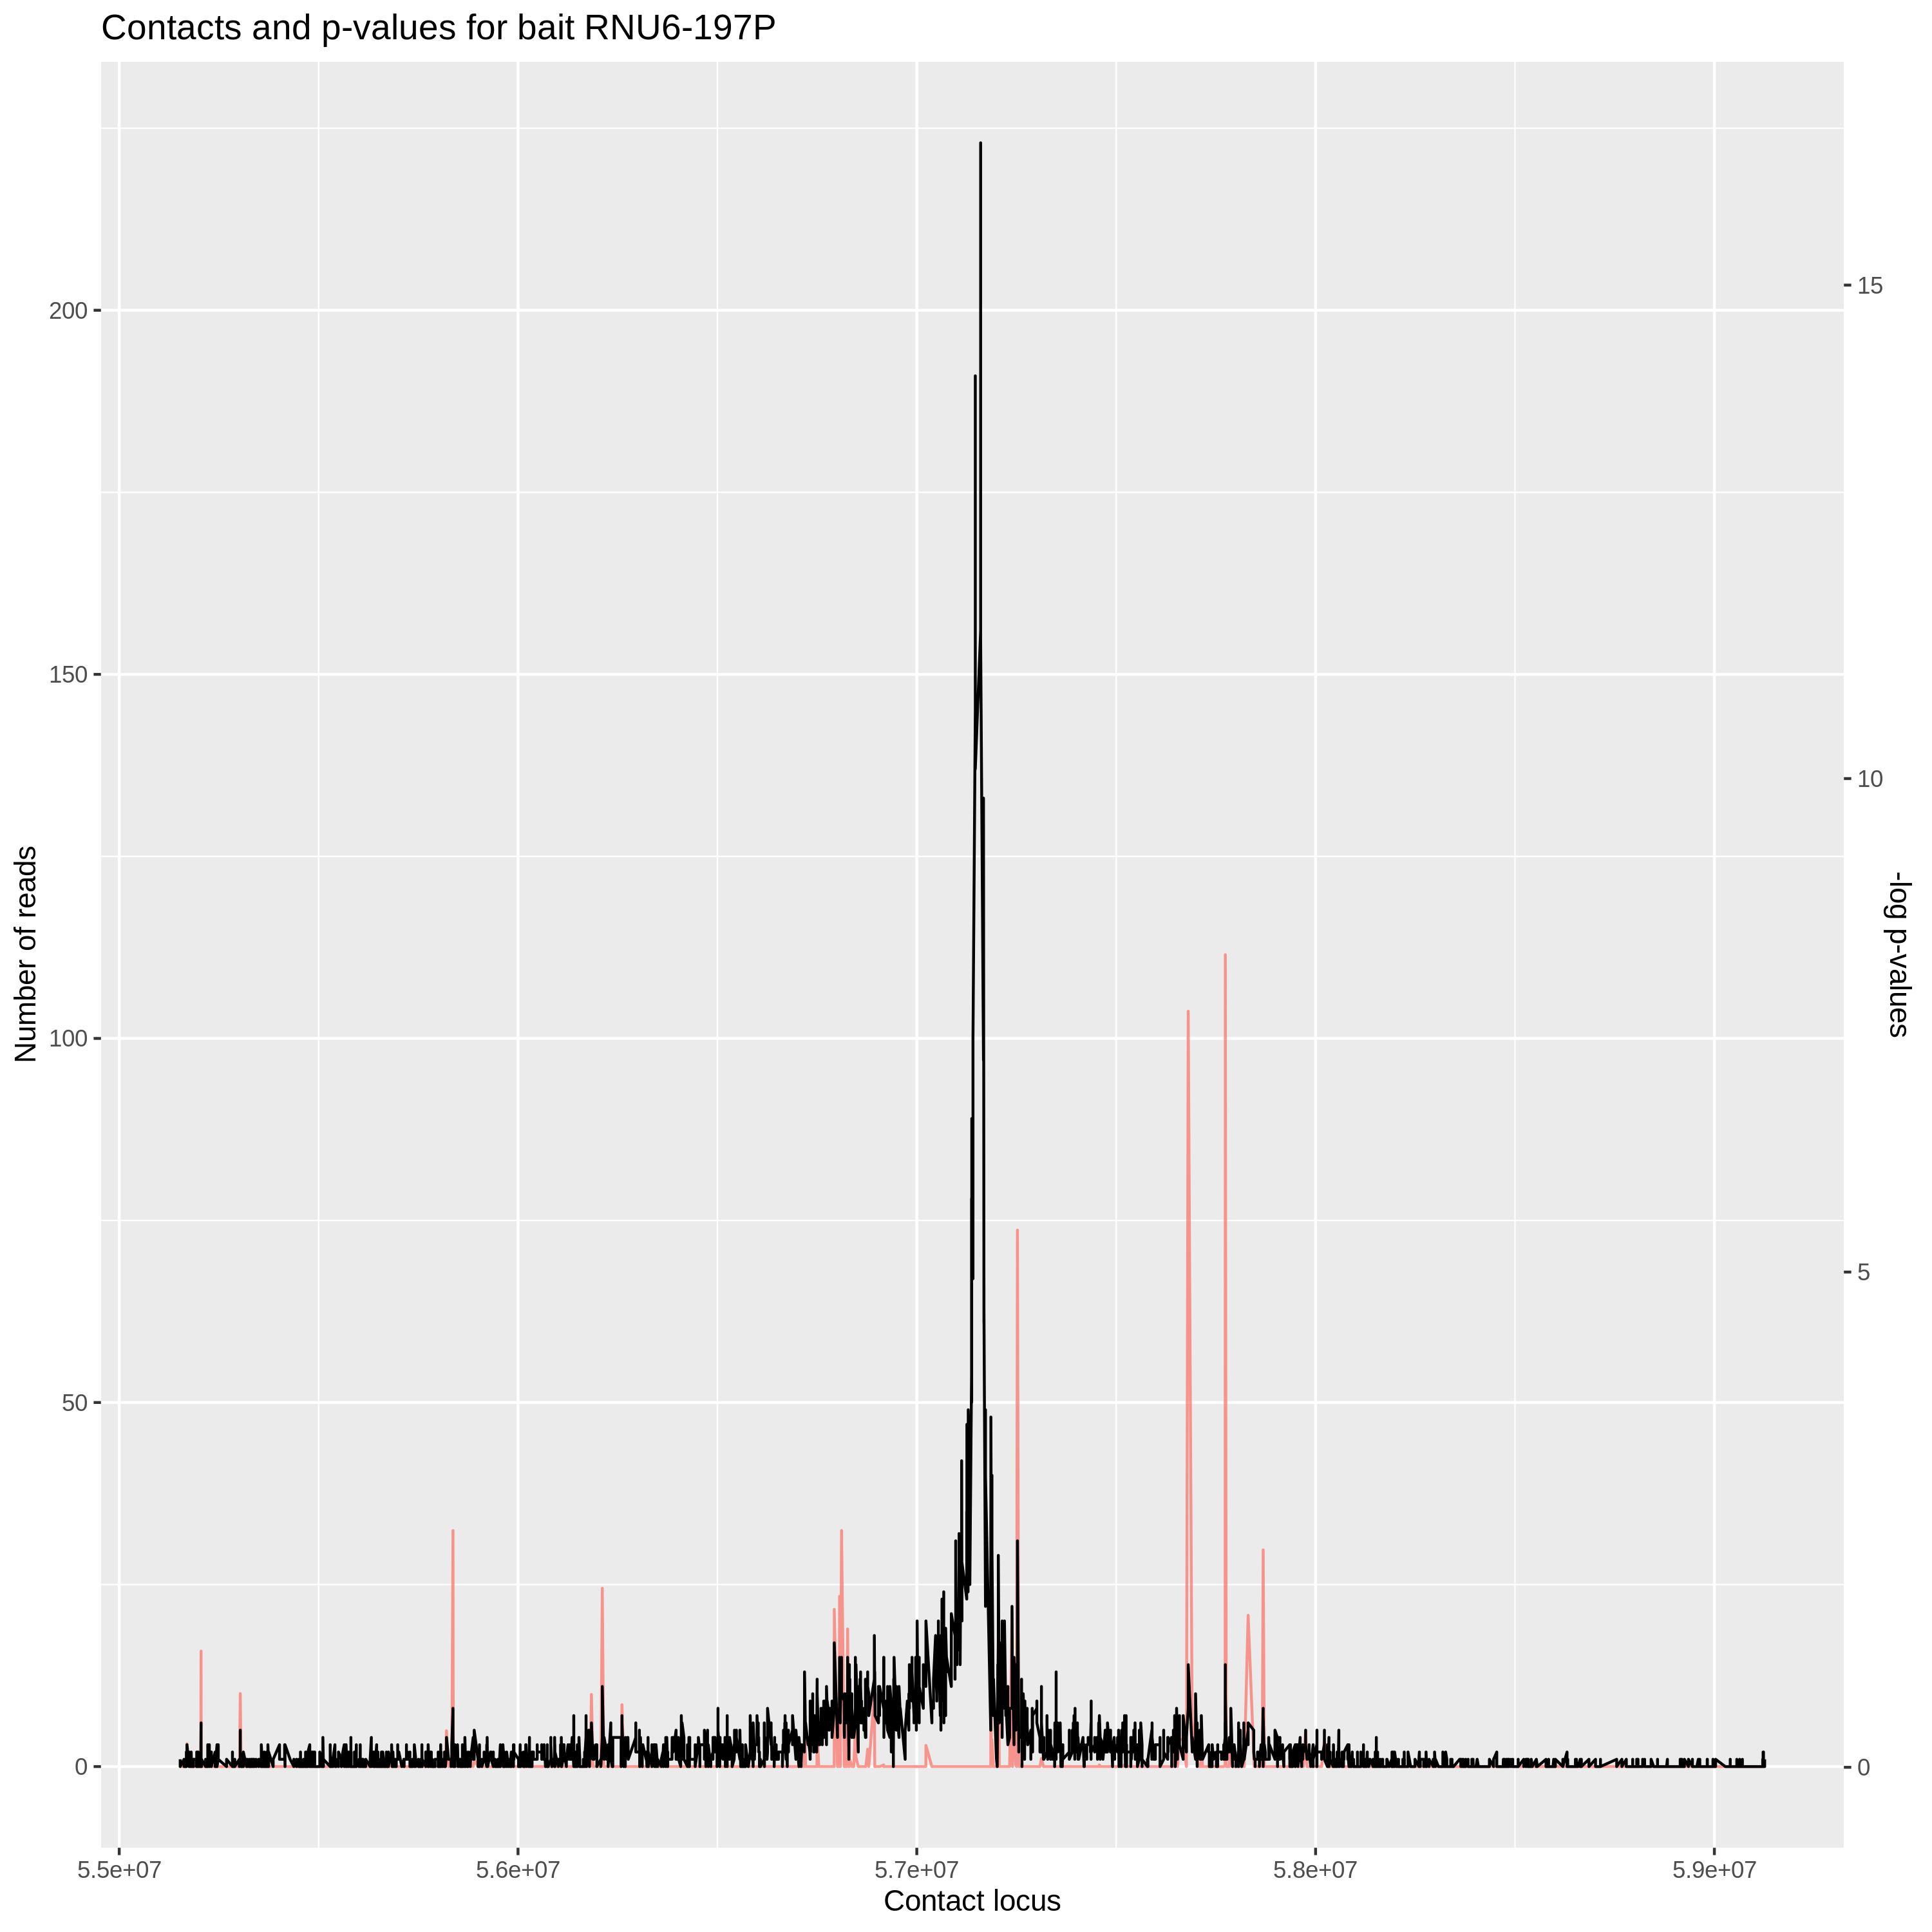 Contacts and p-values for bait RNU6-197P
Number of reads
200
150
100
50
0
15
10
5
0
-log p-values
5.5e+07
5.6e+07
5.7e+07
5.8e+07
5.9e+07
Contact locus